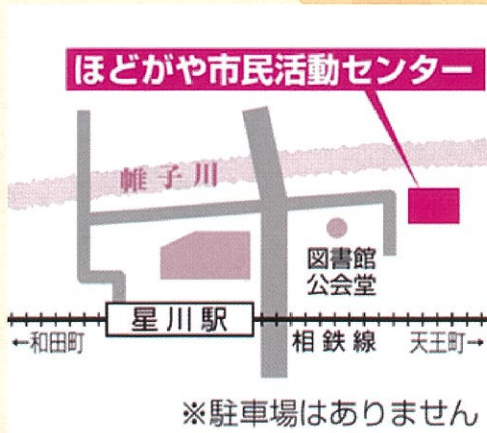 ほどがや市民活動センター
帷子川
図書館
公会堂
星川駅
←和田町
相鉄線
天王町→
※駐車場はありません